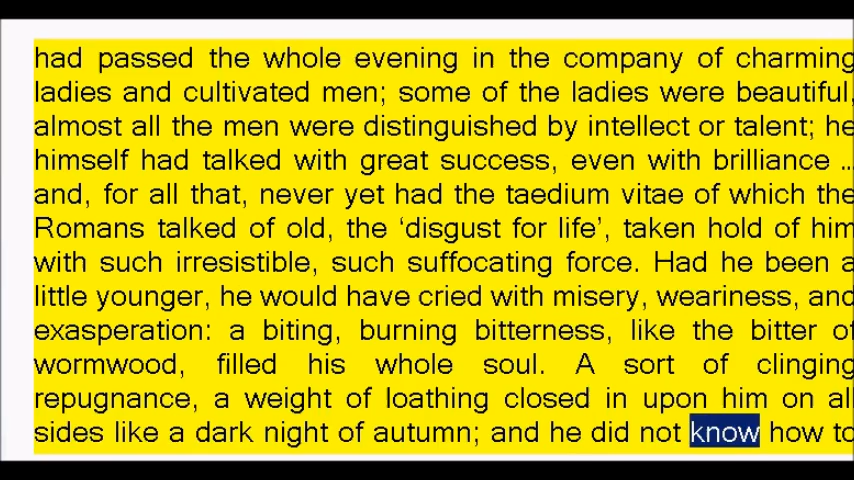 had passed the whole evening in the company of charming
ladies and cultivated men; some of the ladies were beautiful,
almost all the men were distinguished by intellect or talent; he
himself had talked with great success, even with brilliance ...
and, for all that, never yet had the taedium vitae of which the
Romans talked of old, the ‘disgust for life’, taken hold of him
with such irresistible, such suffocating force. Had he been a
little younger, he would have cried with misery, weariness, and
exasperation: a biting, burning bitterness, like the bitter of
wormwood, filled his whole soul. A sort of clinging
repugnance, a weight of loathing closed in upon him on all
sides like a dark night of autumn; and he did not know how to